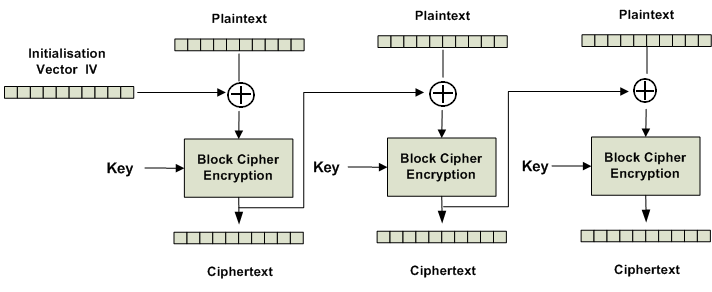 Plaintext
Plaintext
Plaintext
Initialisation
Vector IV
Block Cipher
Encryption
Key
Block Cipher
Encryption
Key
Block Cipher
Encryption
Key
Ciphertext
Ciphertext
Ciphertext